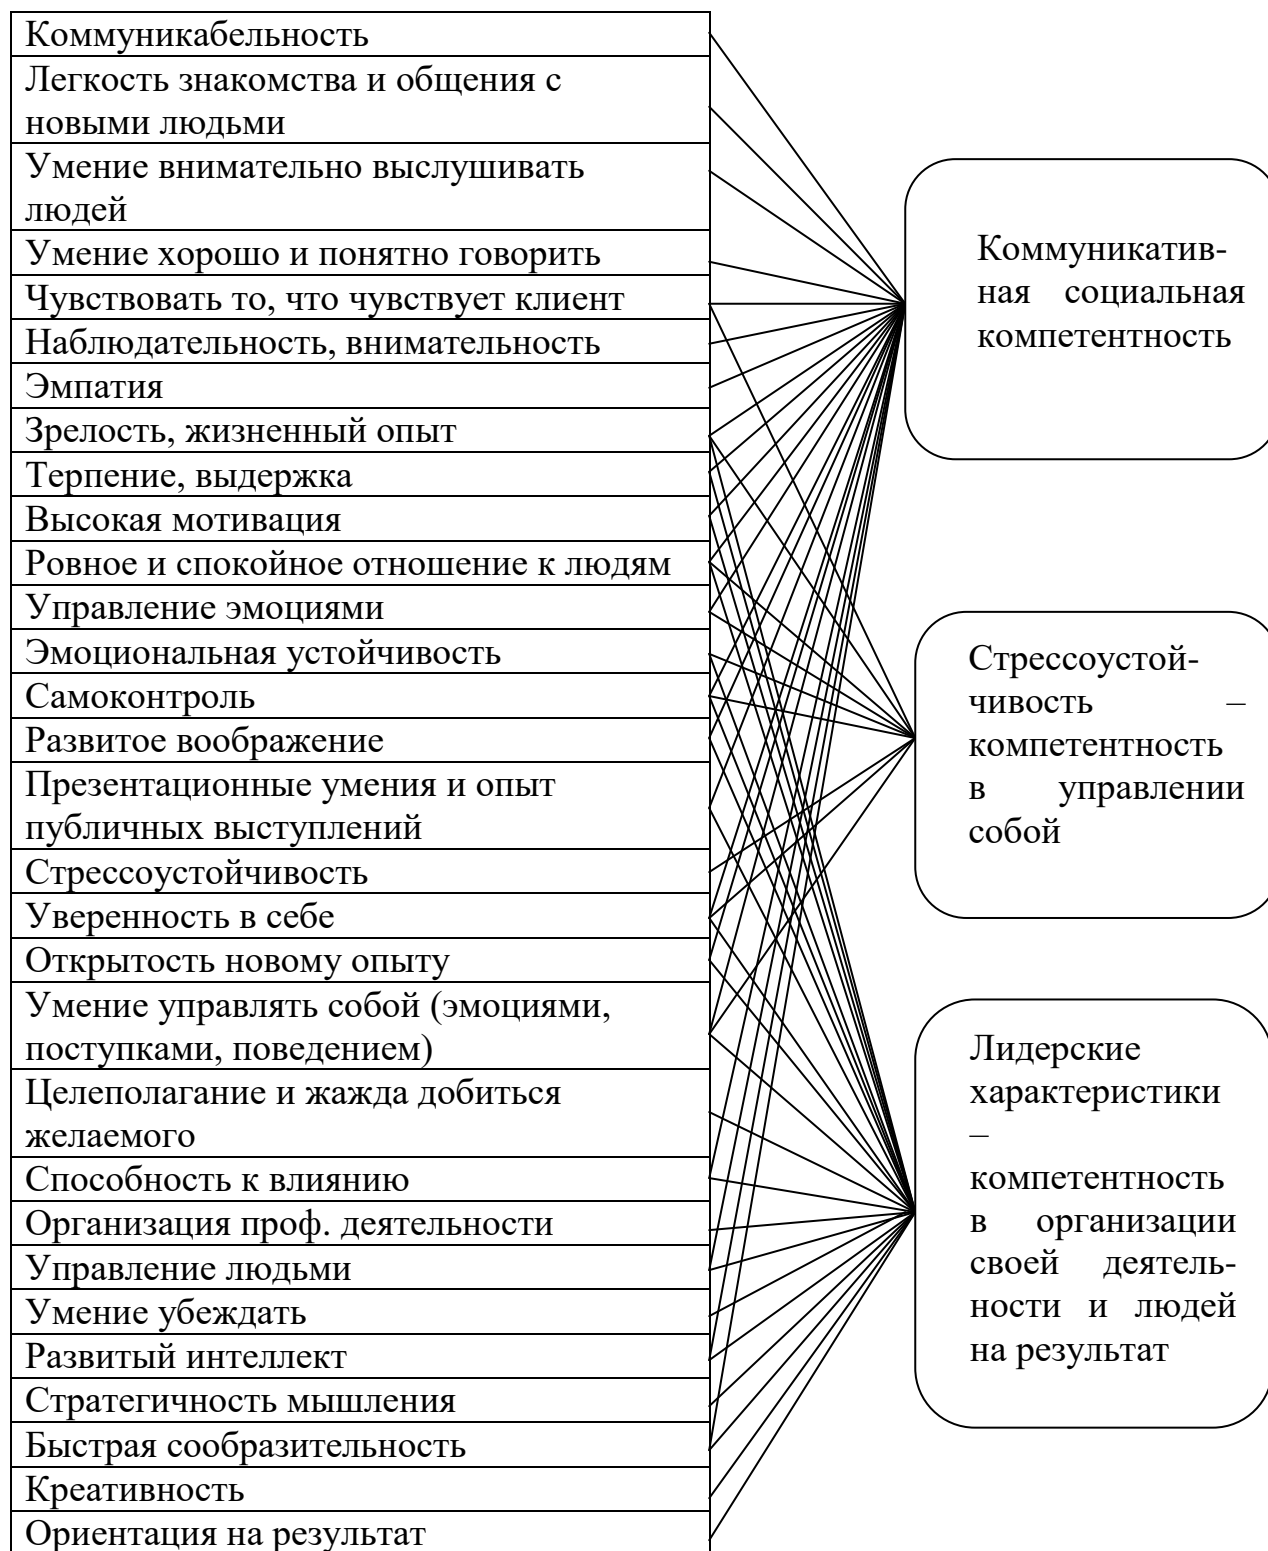 Коммуникабельность
Легкость знакомства и общения с
новыми людьми
Умение внимательно выслушивать
людей
Умение хорошо и понятно говорить
Чувствовать то, что чувствует клиент
Наблюдательность, внимательность
Эмпатия
Зрелость, жизненный опыт
Терпение, выдержка
Высокая мотивация
Ровное и спокойное отношение к людям
Управление эмоциями
Эмоциональная устойчивость
Самоконтроль
Развитое воображение
Презентационные умения и опыт
публичных выступлений
Стрессоустойчивость
Уверенность в себе
Открытость новому опыту
Умение управлять собой (эмоциями,
поступками, поведением)
Целеполагание и жажда добиться
желаемого
Способность к влиянию
Организация проф. деятельности
Управление людьми
Умение убеждать
Развитый интеллект
Стратегичность мышления
Быстрая сообразительность
Креативность
Ориентация на результат
Коммуникатив-
ная социальная
компетентность
Стрессоустой-
чивость –
компетентность
в управлении
собой
Лидерские
характеристики
–
компетентность
в организации
своей деятель-
ности и людей
на результат